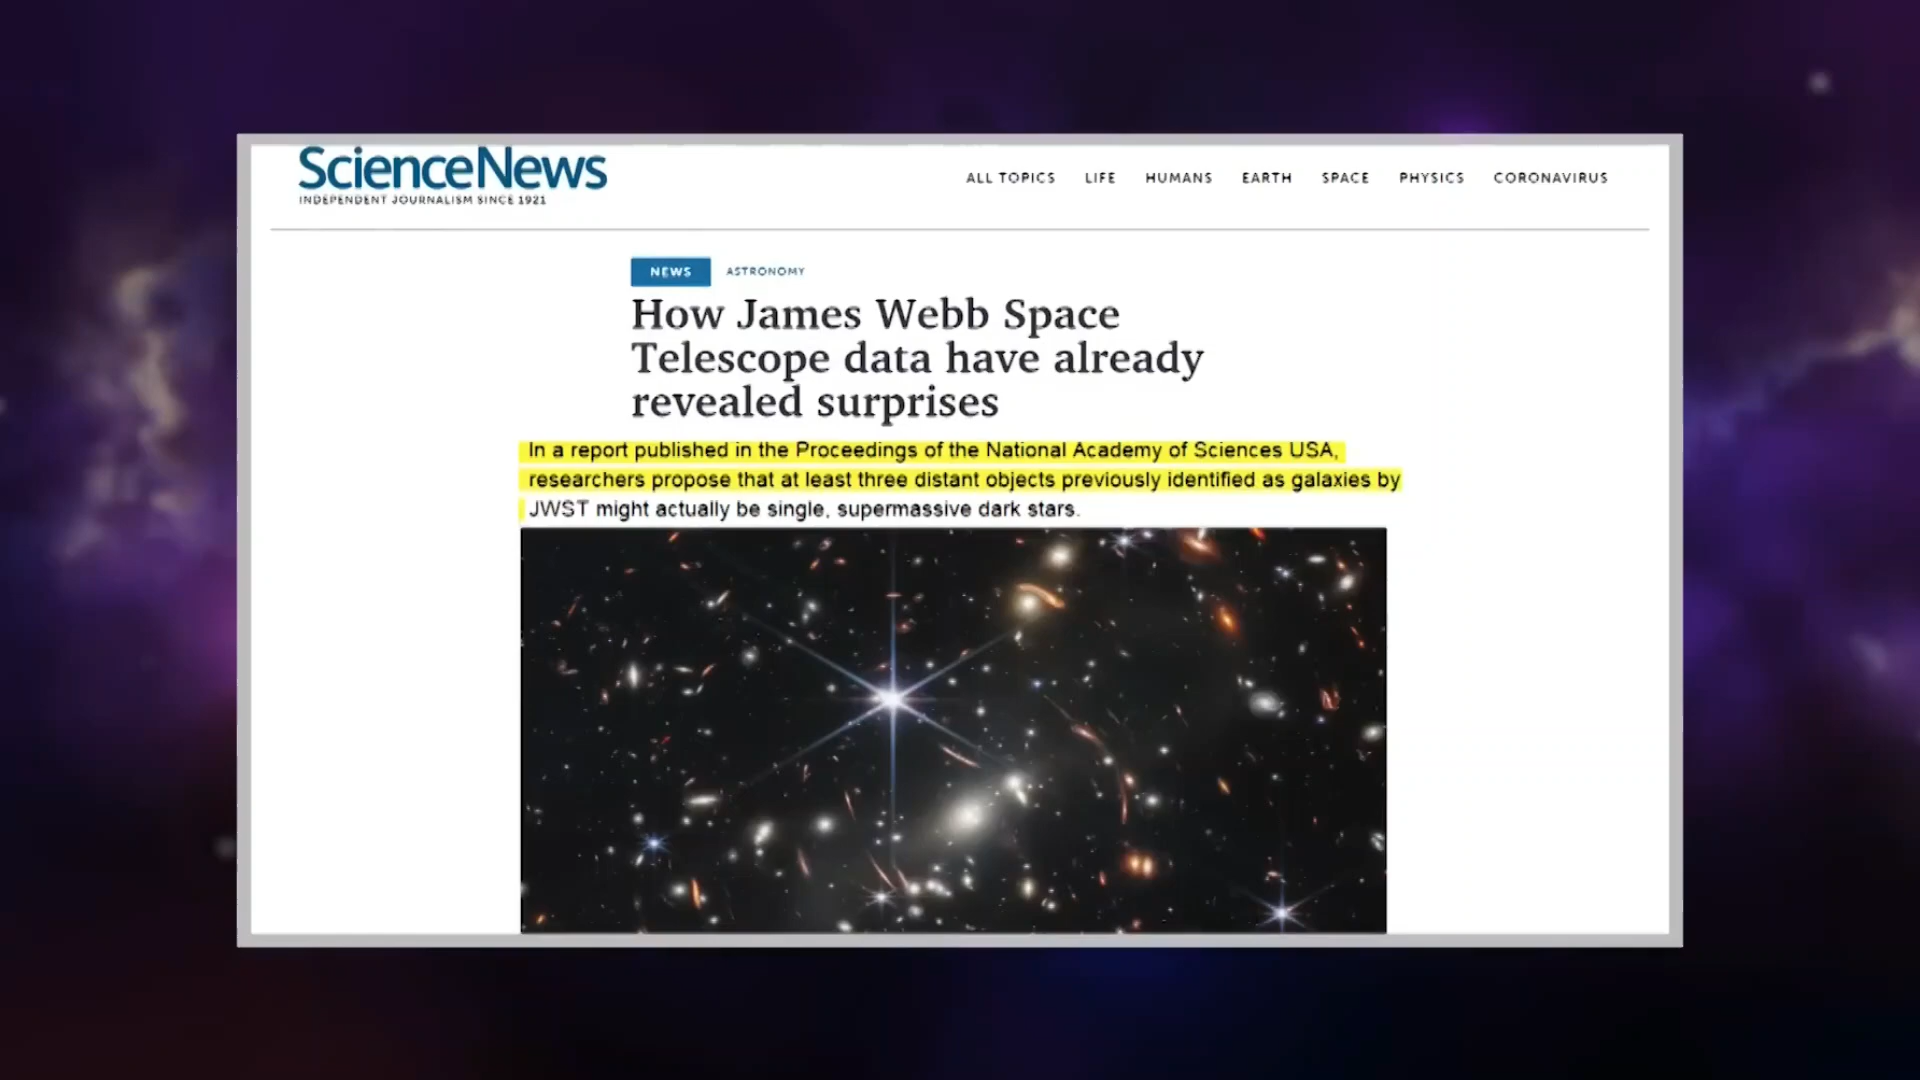 ScienceNews
INDEPENDENT JOURNALISM SINCE 1921
ALL TOPICS LIFE HUMANS EARTH SPACE PHYSICS CORONAVIRUS
NEWS ASTRONOMY
How James Webb Space
Telescope data have already
revealed surprises
In a report published in the Proceedings of the National Academy of Sciences USA,
researchers propose that at least three distant objects previously identified as galaxies by
JWST might actually be single, supermassive dark stars.